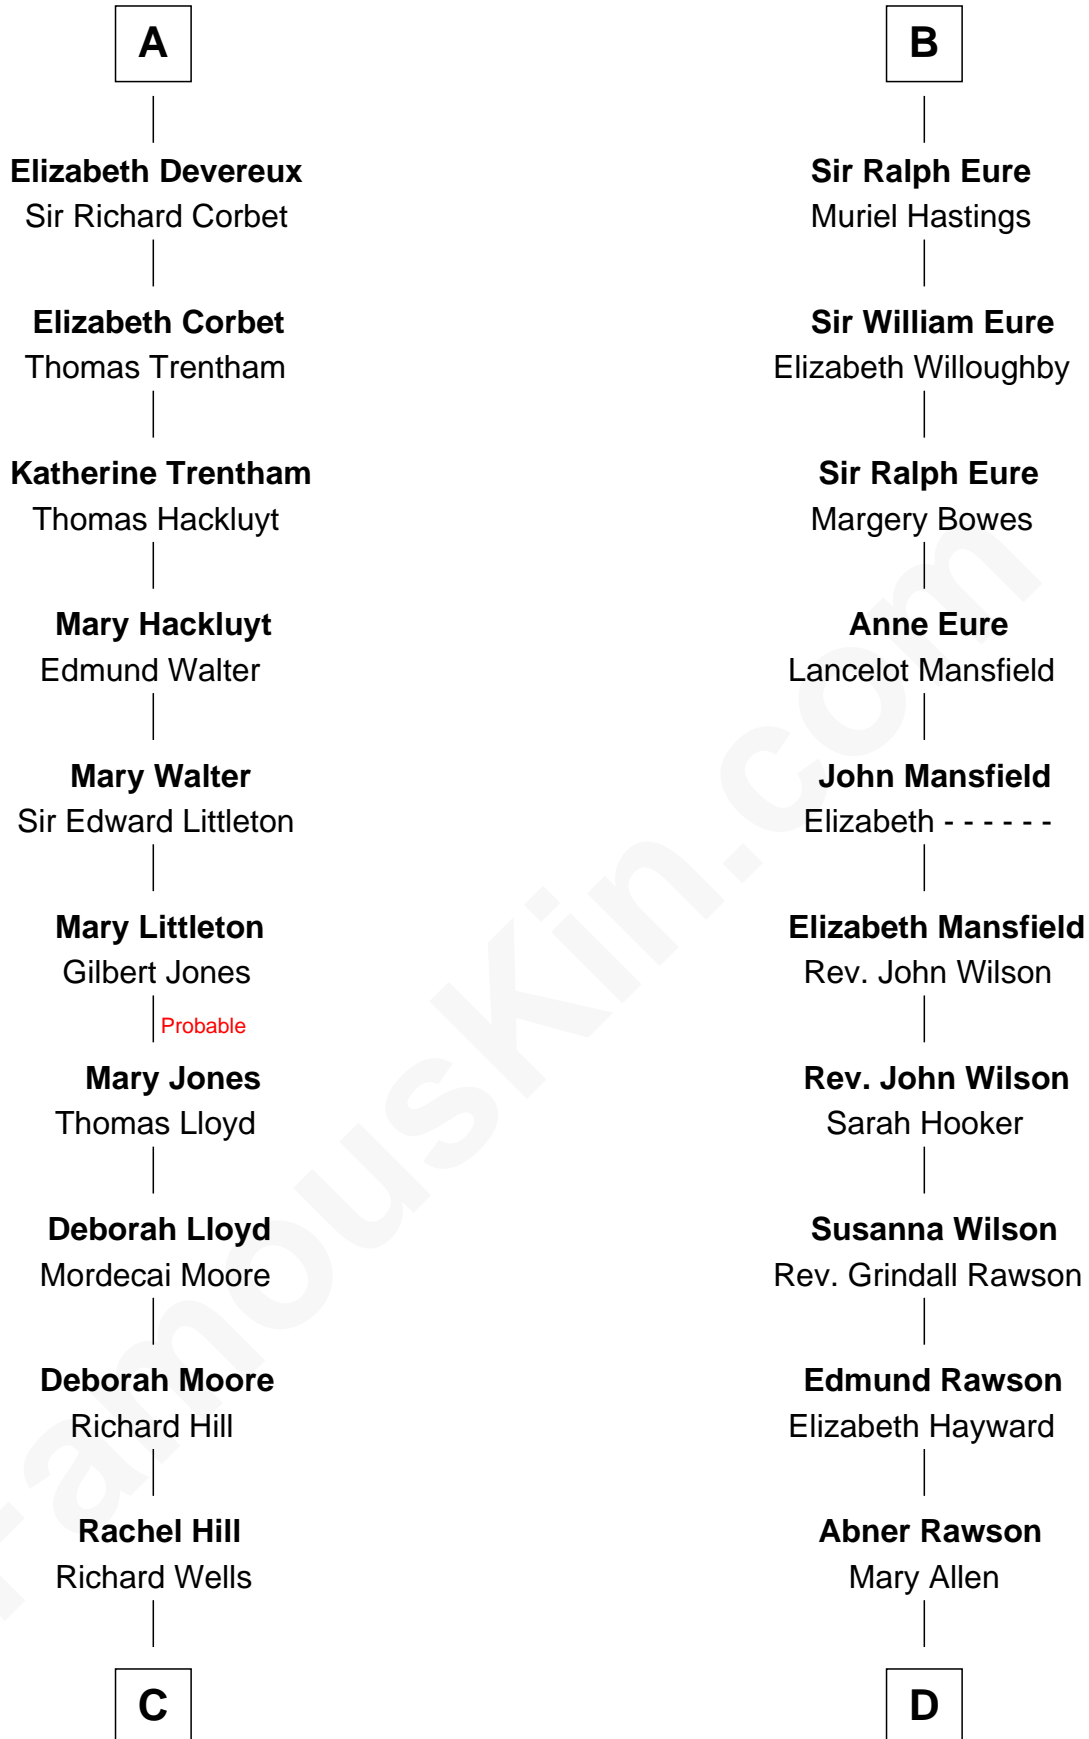 A
Elizabeth Devereux
Sir Richard Corbet
Elizabeth Corbet
Thomas Trentham
Katherine Trentham
Thomas Hackluyt
Mary Hackluyt
Edmund Walter
Mary Walter
Sir Edward Littleton
Mary Littleton
Gilbert Jones
Probable
Mary Jones
Thomas Lloyd
Deborah Lloyd
Mordecai Moore
Deborah Moore
Richard Hill
Rachel Hill
Richard Wells
C
B
Sir Ralph Eure
Muriel Hastings
Sir William Eure
Elizabeth Willoughby
Sir Ralph Eure
Margery Bowes
Anne Eure
Lancelot Mansfield
John Mansfield
Elizabeth - - - - - -
Elizabeth Mansfield
Rev. John Wilson
Rev. John Wilson
Sarah Hooker
Susanna Wilson
Rev. Grindall Rawson
Edmund Rawson
Elizabeth Hayward
Abner Rawson
Mary Allen
D
FamousKin.com